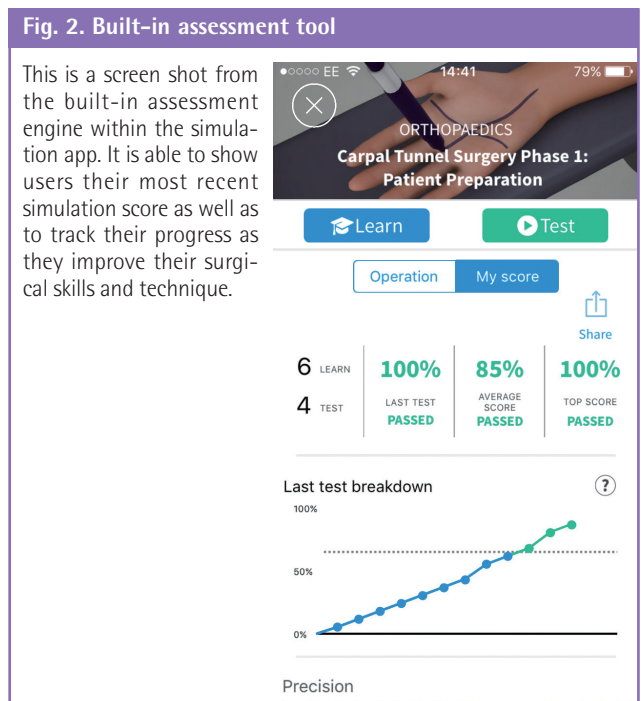 Fig. 2. Built-in assessment tool
This is a screen shot from
the built-in assessment
engine within the simula-
tion app. It is able to show
users their most recent
simulation score as well as
to track their progress as
they improve their surgi-
cal skills and technique.
EE 14:41 79%
ORTHOPAEDICS
Carpal Tunnel Surgery Phase 1:
Patient Preparation
Learn Test
Operation My score
Share
6 LEARN 100% 85% 100%
4 TEST LAST TEST AVERAGE SCORE TOP SCORE
PASSED PASSED PASSED
Last test breakdown ?
100%
50%
0%
Precision